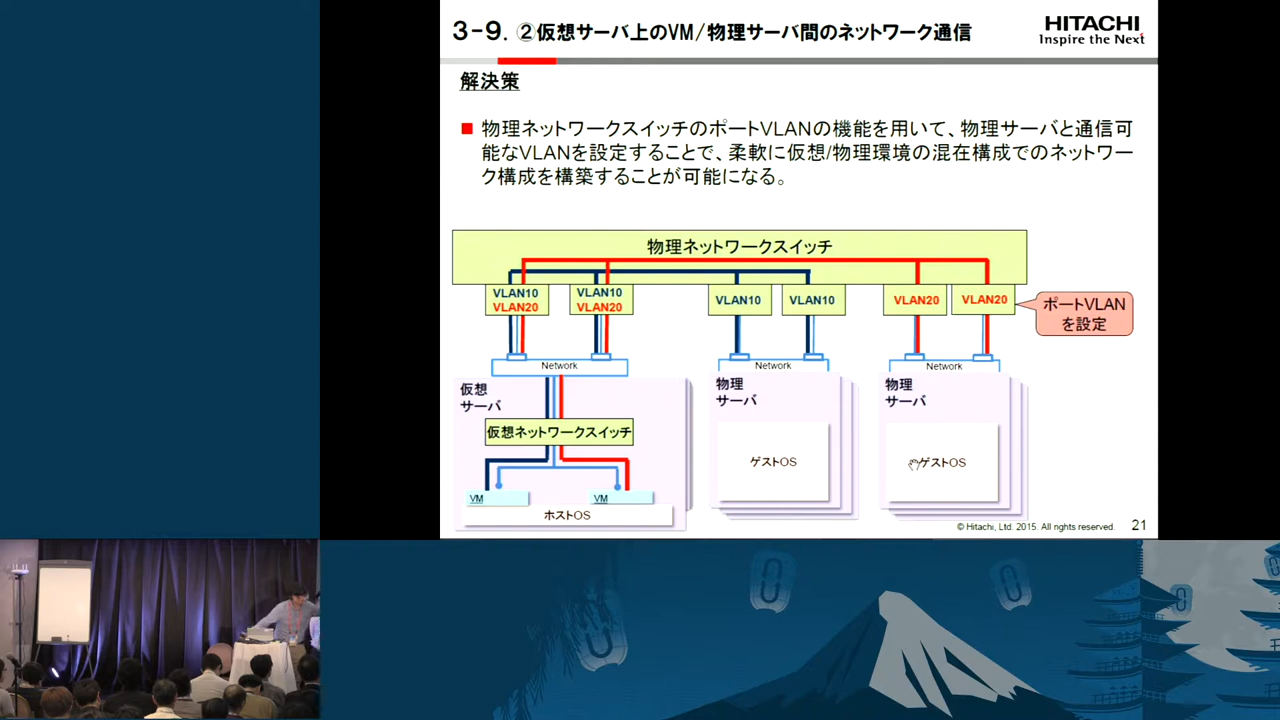 3-9. ②仮想サーバ上のVM/物理サーバ間のネットワーク通信
HITACHI
Inspire the Next
解決策
物理ネットワークスイッチのポートVLANの機能を用いて、物理サーバと通信可
能なVLANを設定することで、柔軟に仮想/物理環境の混在構成でのネットワー
ク構成を構築することが可能になる。
物理ネットワークスイッチ
VLAN10
VLAN20
VLAN10
VLAN20
VLAN10
VLAN10
VLAN20
VLAN20
ポートVLAN
を設定
Network
Network
Network
仮想
サーバ
物理
サーバ
物理
サーバ
仮想ネットワークスイッチ
ゲストOS
ゲストOS
VM
VM
ホストOS
© Hitachi, Ltd. 2015. All rights reserved.
21